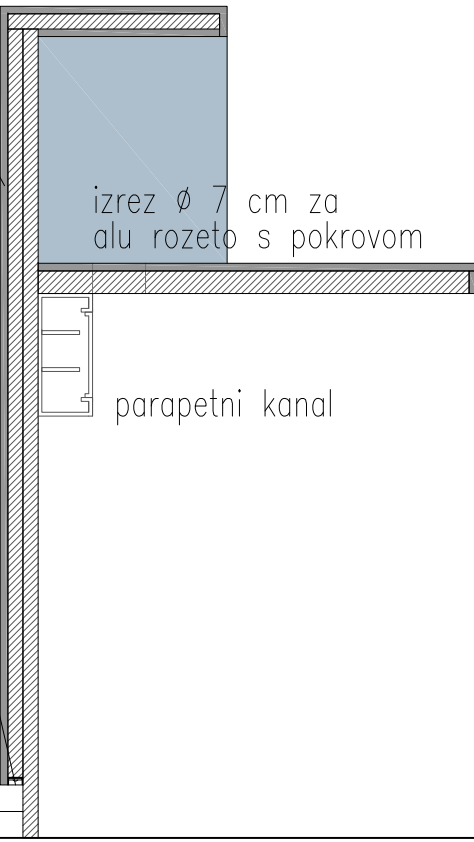 izrez Ø 7 cm za
alu rozeto s pokrovom
parapetni kanal